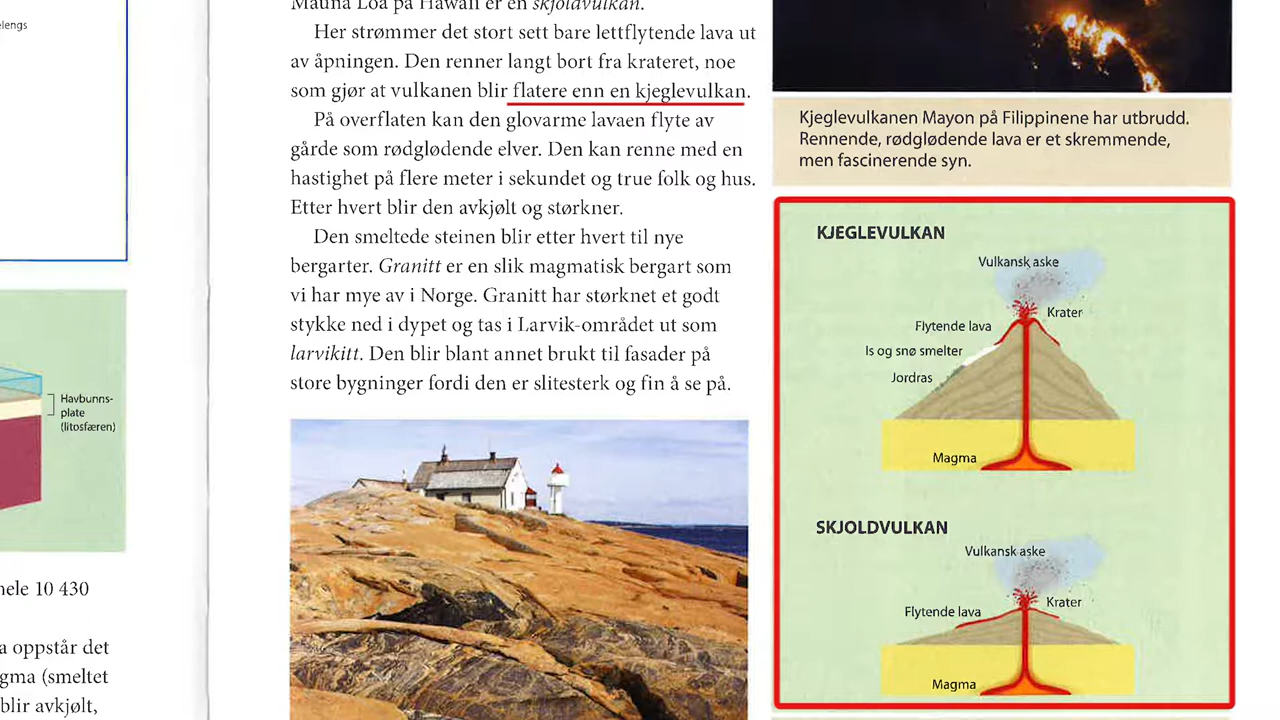 elengs
Havbunns-
plate
(litosfæren)
hele 10 430
a oppstår det
gma (smeltet
blir avkjølt,
Mauna Loa på Hawaii er en skjoldvulkan.
Her strømmer det stort sett bare lettflytende lava ut
av åpningen. Den renner langt bort fra krateret, noe
som gjør at vulkanen blir flatere enn en kjeglevulkan.
På overflaten kan den glovarme lavaen flyte av
gårde som rødglødende elver. Den kan renne med en
hastighet på flere meter i sekundet og true folk og hus.
Etter hvert blir den avkjølt og størkner.
Den smeltede steinen blir etter hvert til nye
bergarter. Granitt er en slik magmatisk bergart som
vi har mye av i Norge. Granitt har størknet et godt
stykke ned i dypet og tas i Larvik-området ut som
larvikitt. Den blir blant annet brukt til fasader på
store bygninger fordi den er slitesterk og fin å se på.
Kjeglevulkanen Mayon på Filippinene har utbrudd.
Rennende, rødglødende lava er et skremmende,
men fascinerende syn.
KJEGLEVULKAN
Vulkansk aske
Krater
Flytende lava
Is og snø smelter
Jordras
Magma
SKJOLDVULKAN
Vulkansk aske
Krater
Flytende lava
Magma